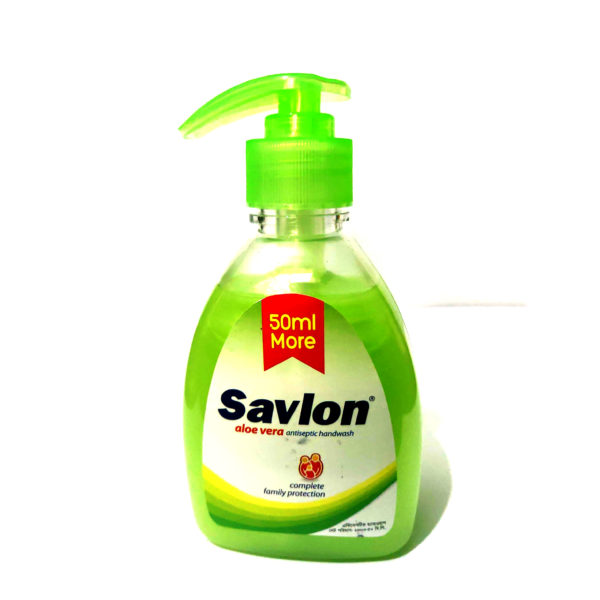 50ml
More
Savlon®
aloe vera antiseptic handwash
complete
family protection